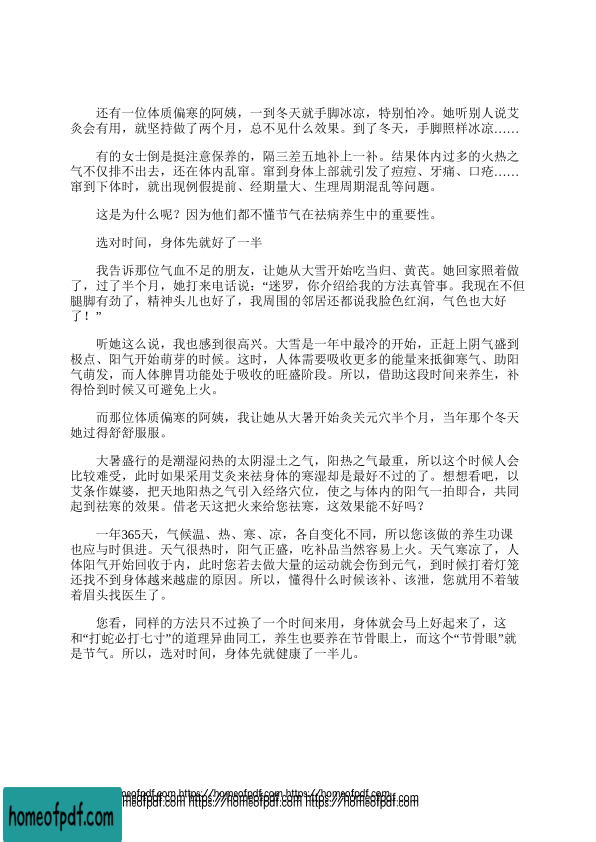 还有一位体质偏寒的阿姨，一到冬天就手脚冰凉，特别怕冷。她听别人说艾
灸会有用，就坚持做了两个月，总不见什么效果。到了冬天，手脚照样冰凉……
有的女士倒是挺注意保养的，隔三差五地补上一补。结果体内过多的火热之
气不仅排不出去，还在体内乱窜。窜到身体上部就引发了痘痘、牙痛、口疮……
窜到下体时，就出现例假提前、经期量大、生理周期混乱等问题。
这是为什么呢？因为他们都不懂节气在祛病养生中的重要性。
选对时间，身体先就好了一半
我告诉那位气血不足的朋友，让她从大雪开始吃当归、黄芪。她回家照着做
了，过了半个月，她打来电话说：“迷罗，你介绍给我的方法真管事。我现在不但
腿脚有劲了，精神头儿也好了，我周围的邻居还都说我脸色红润，气色也大好
了！”
听她这么说，我也感到很高兴。大雪是一年中最冷的开始，正赶上阴气盛到
极点、阳气开始萌芽的时候。这时，人体需要吸收更多的能量来抵御寒气、助阳
气萌发，而人体脾胃功能处于吸收的旺盛阶段。所以，借助这段时间来养生，补
得恰到时候又可避免上火。
而那位体质偏寒的阿姨，我让她从大暑开始灸关元穴半个月，当年那个冬天
她过得舒舒服服。
大暑盛行的是潮湿闷热的太阴湿土之气，阳热之气最重，所以这个时候人会
比较难受，此时如果采用艾灸来祛身体的寒湿却是最好不过的了。想想看吧，以
艾条作媒婆，把天地阳热之气引入经络穴位，使之与体内的阳气一拍即合，共同
起到祛寒的效果。借老天这把火来给您祛寒，这效果能不好吗？
一年365天，气候温、热、寒、凉，各自变化不同，所以您该做的养生功课
也应与时俱进。天气很热时，阳气正盛，吃补品当然容易上火。天气寒凉了，人
体阳气开始回收于内，此时您若去做大量的运动就会伤到元气，到时候打着灯笼
还找不到身体越来越虚的原因。所以，懂得什么时候该补、该泄，您就用不着皱
着眉头找医生了。
您看，同样的方法只不过换了一个时间来用，身体就会马上好起来了，这
和“打蛇必打七寸”的道理异曲同工，养生也要养在节骨眼上，而这个“节骨眼”就
是节气。所以，选对时间，身体先就健康了一半儿。
homeofpdf.com https://homeofpdf.com https://homeofpdf.com
homeofpdf.com https://homeofpdf.com https://homeofpdf.com
homeofpdf.com